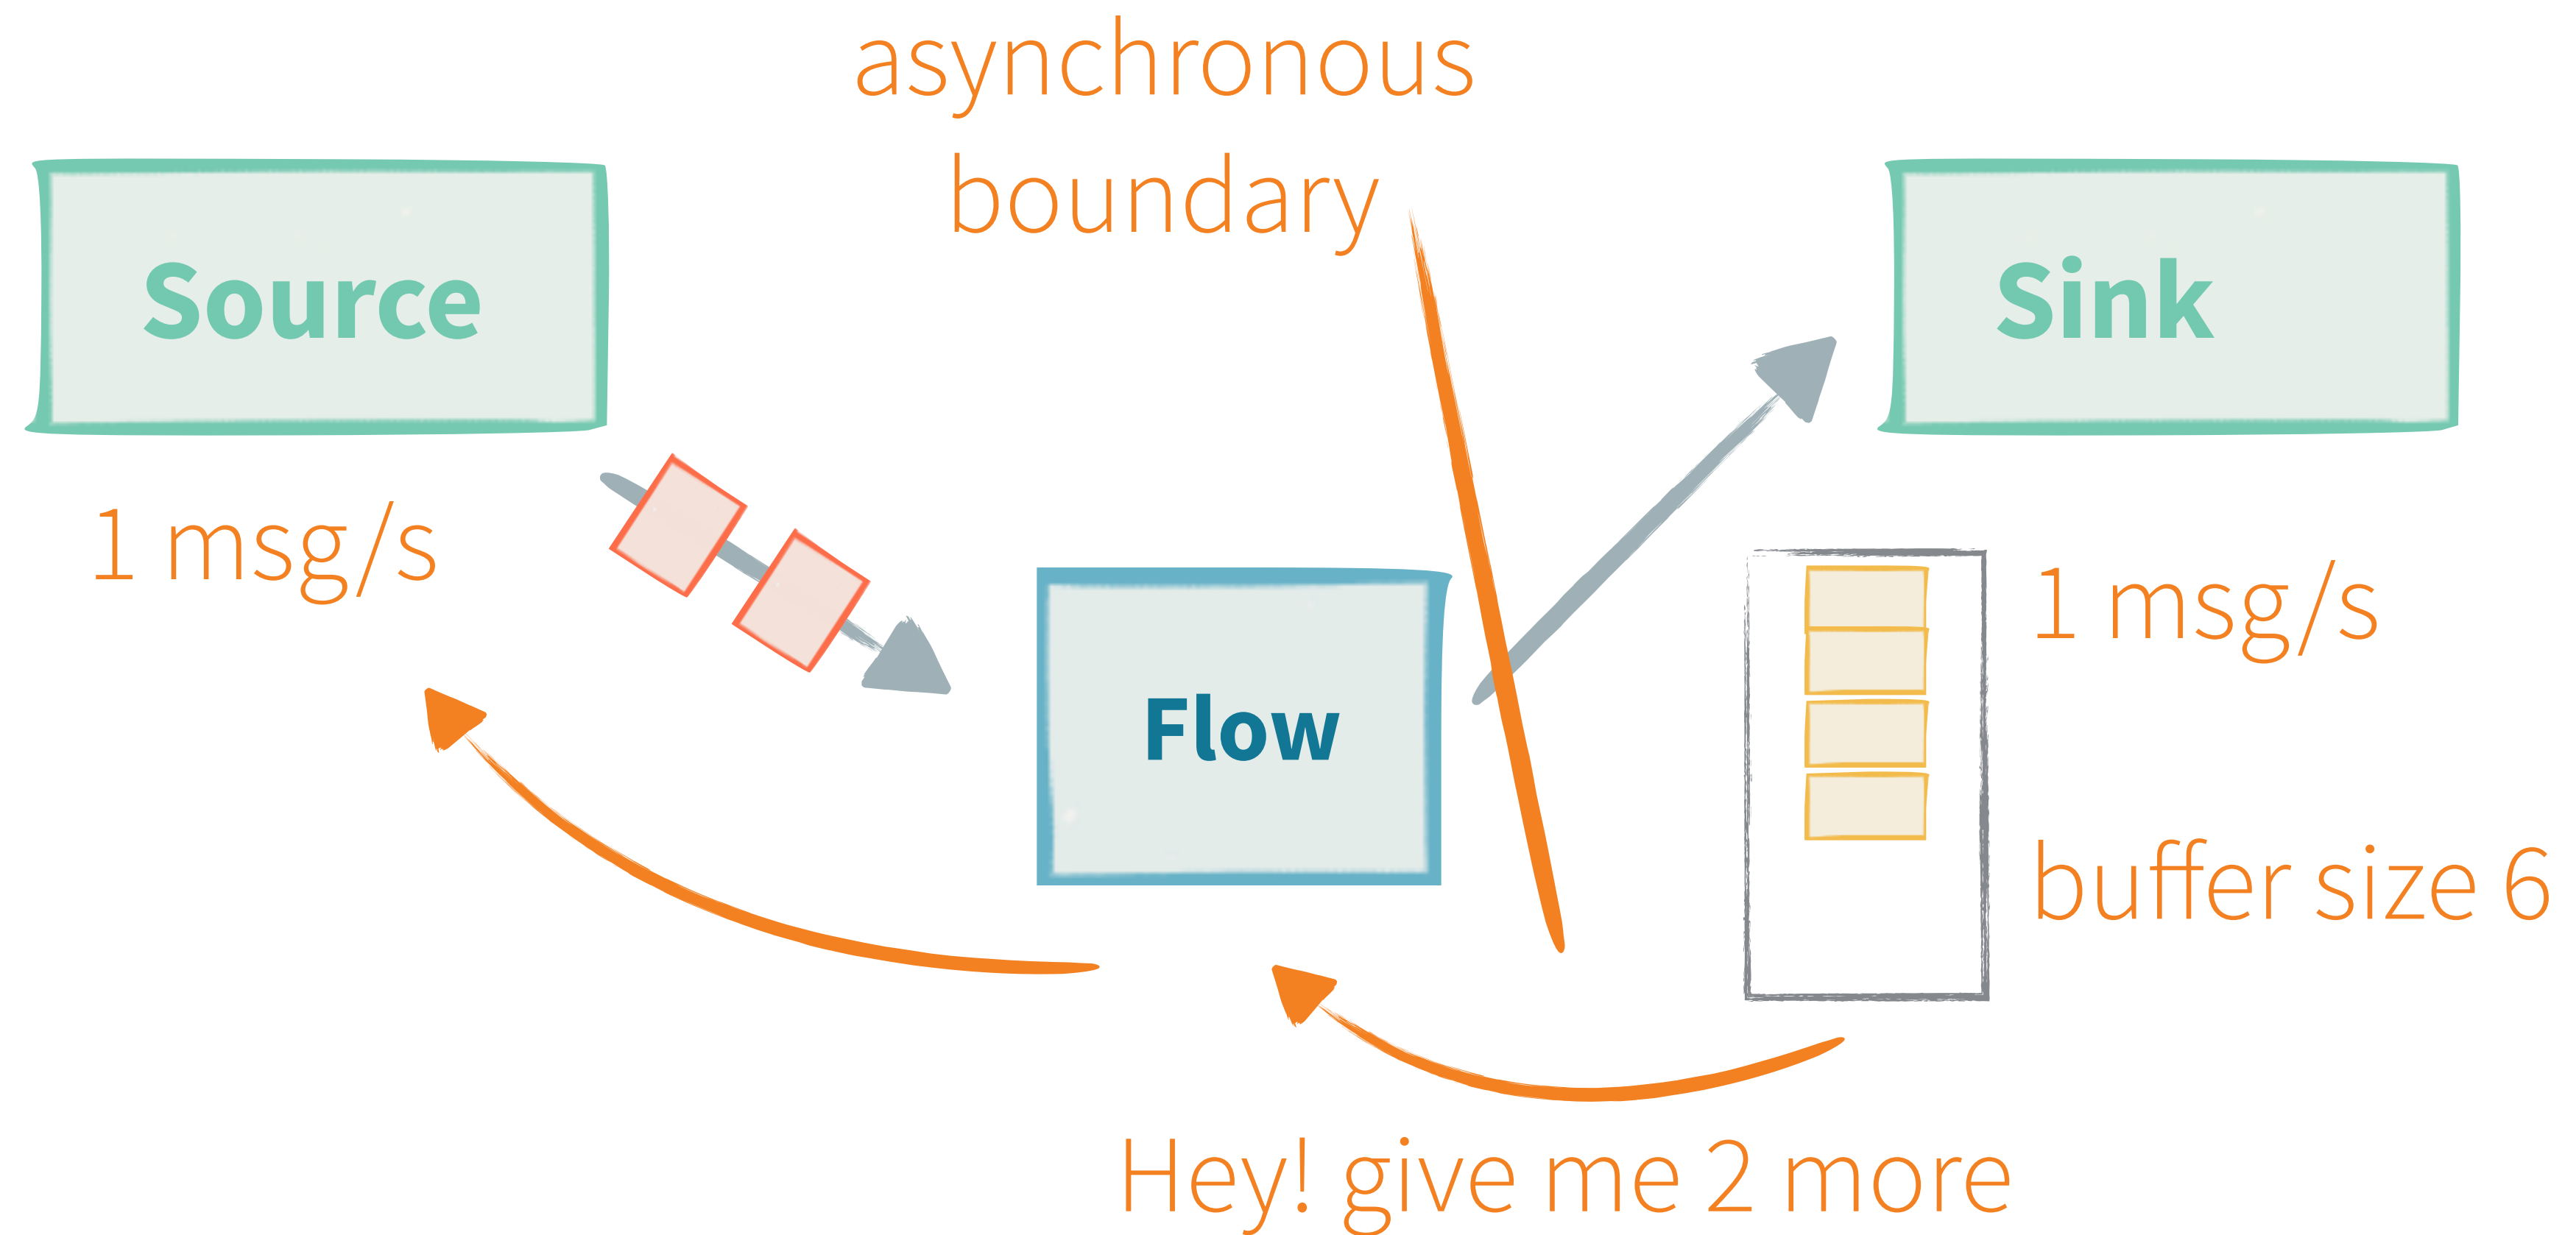 asynchronous
boundary
Source
Sink
1 msg/s
1 msg/s
Flow
buffer size 6
Hey! give me 2 more